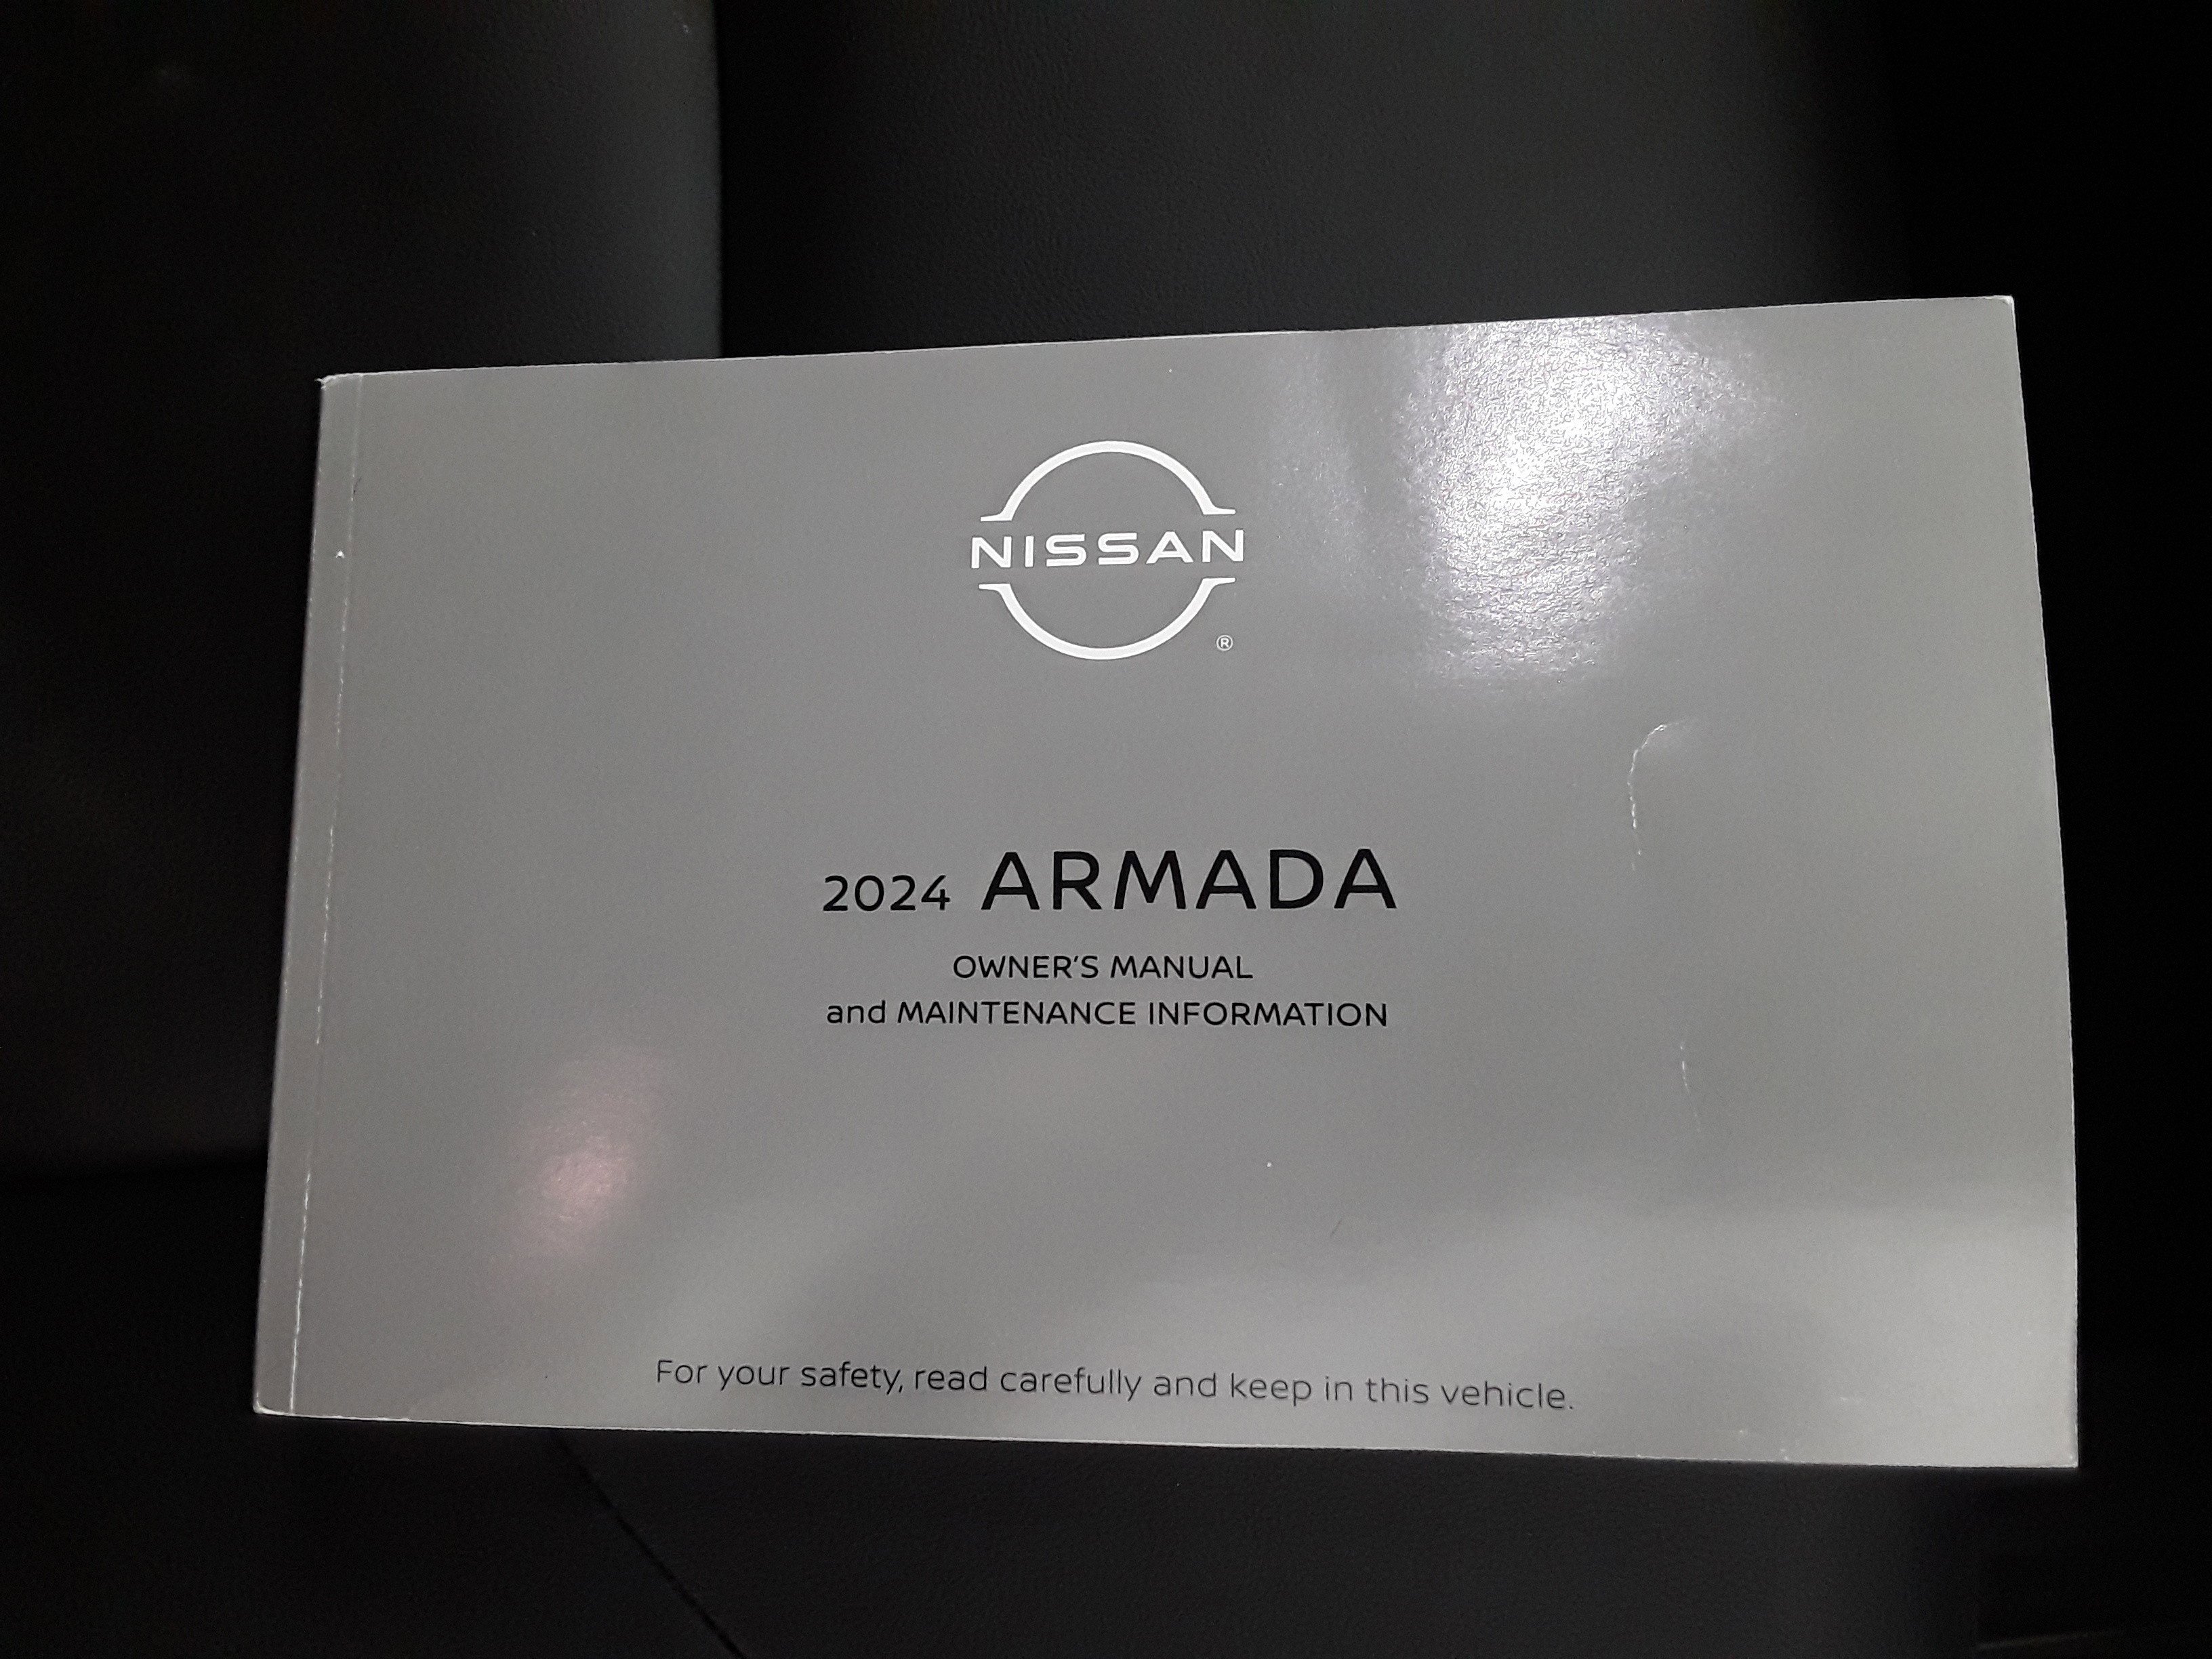 NISSAN
®
2024 ARMADA
OWNER'S MANUAL
and MAINTENANCE INFORMATION
For your safety, read carefully and keep in this vehicle.